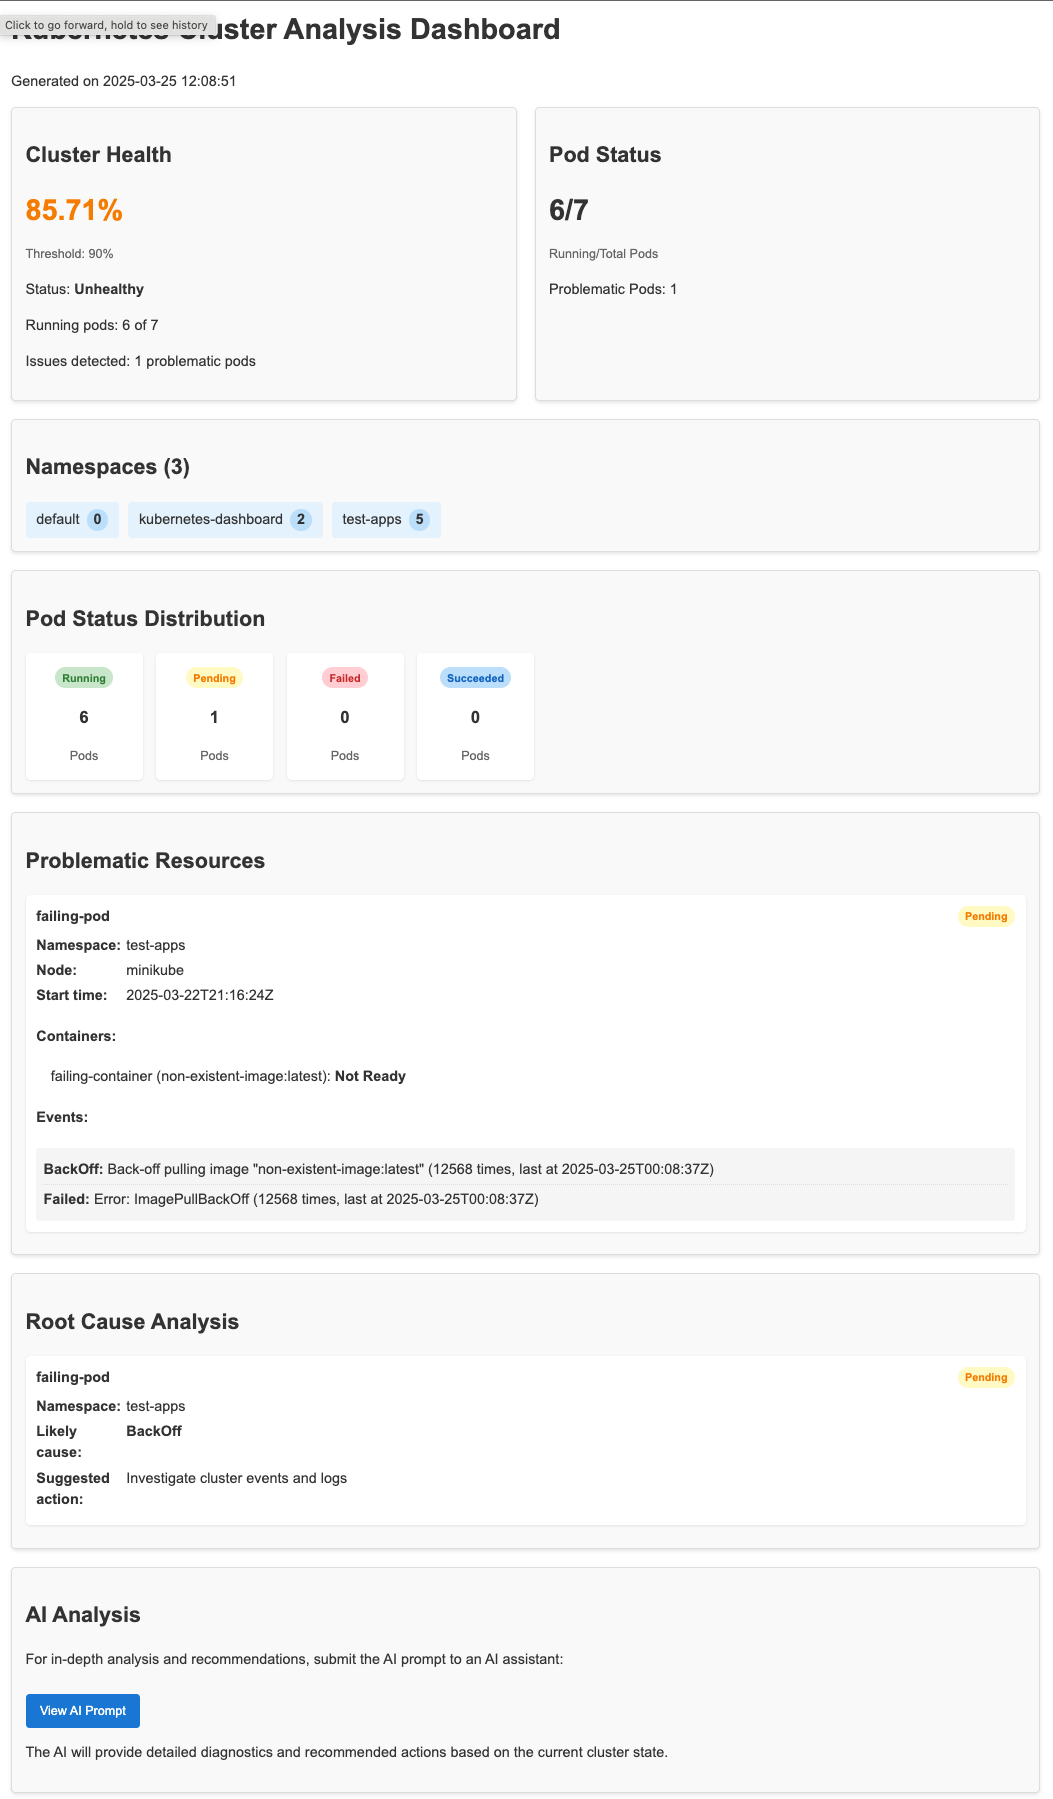 Click to go forward, hold to see history
Kubernetes Cluster Analysis Dashboard
Generated on 2025-03-25 12:08:51
Cluster Health
85.71%
Threshold: 90%
Status: Unhealthy
Running pods: 6 of 7
Issues detected: 1 problematic pods
Pod Status
6/7
Running/Total Pods
Problematic Pods: 1
Namespaces (3)
default 0 kubernetes-dashboard 2 test-apps 5
Pod Status Distribution
Running Pending Failed Succeeded
6 1 0 0
Pods Pods Pods Pods
Problematic Resources
failing-pod Pending
Namespace: test-apps
Node: minikube
Start time: 2025-03-22T21:16:24Z
Containers:
failing-container (non-existent-image:latest): Not Ready
Events:
BackOff: Back-off pulling image "non-existent-image:latest" (12568 times, last at 2025-03-25T00:08:37Z)
Failed: Error: ImagePullBackOff (12568 times, last at 2025-03-25T00:08:37Z)
Root Cause Analysis
failing-pod Pending
Namespace: test-apps
Likely cause: BackOff
Suggested action: Investigate cluster events and logs
AI Analysis
For in-depth analysis and recommendations, submit the AI prompt to an AI assistant:
View AI Prompt
The AI will provide detailed diagnostics and recommended actions based on the current cluster state.